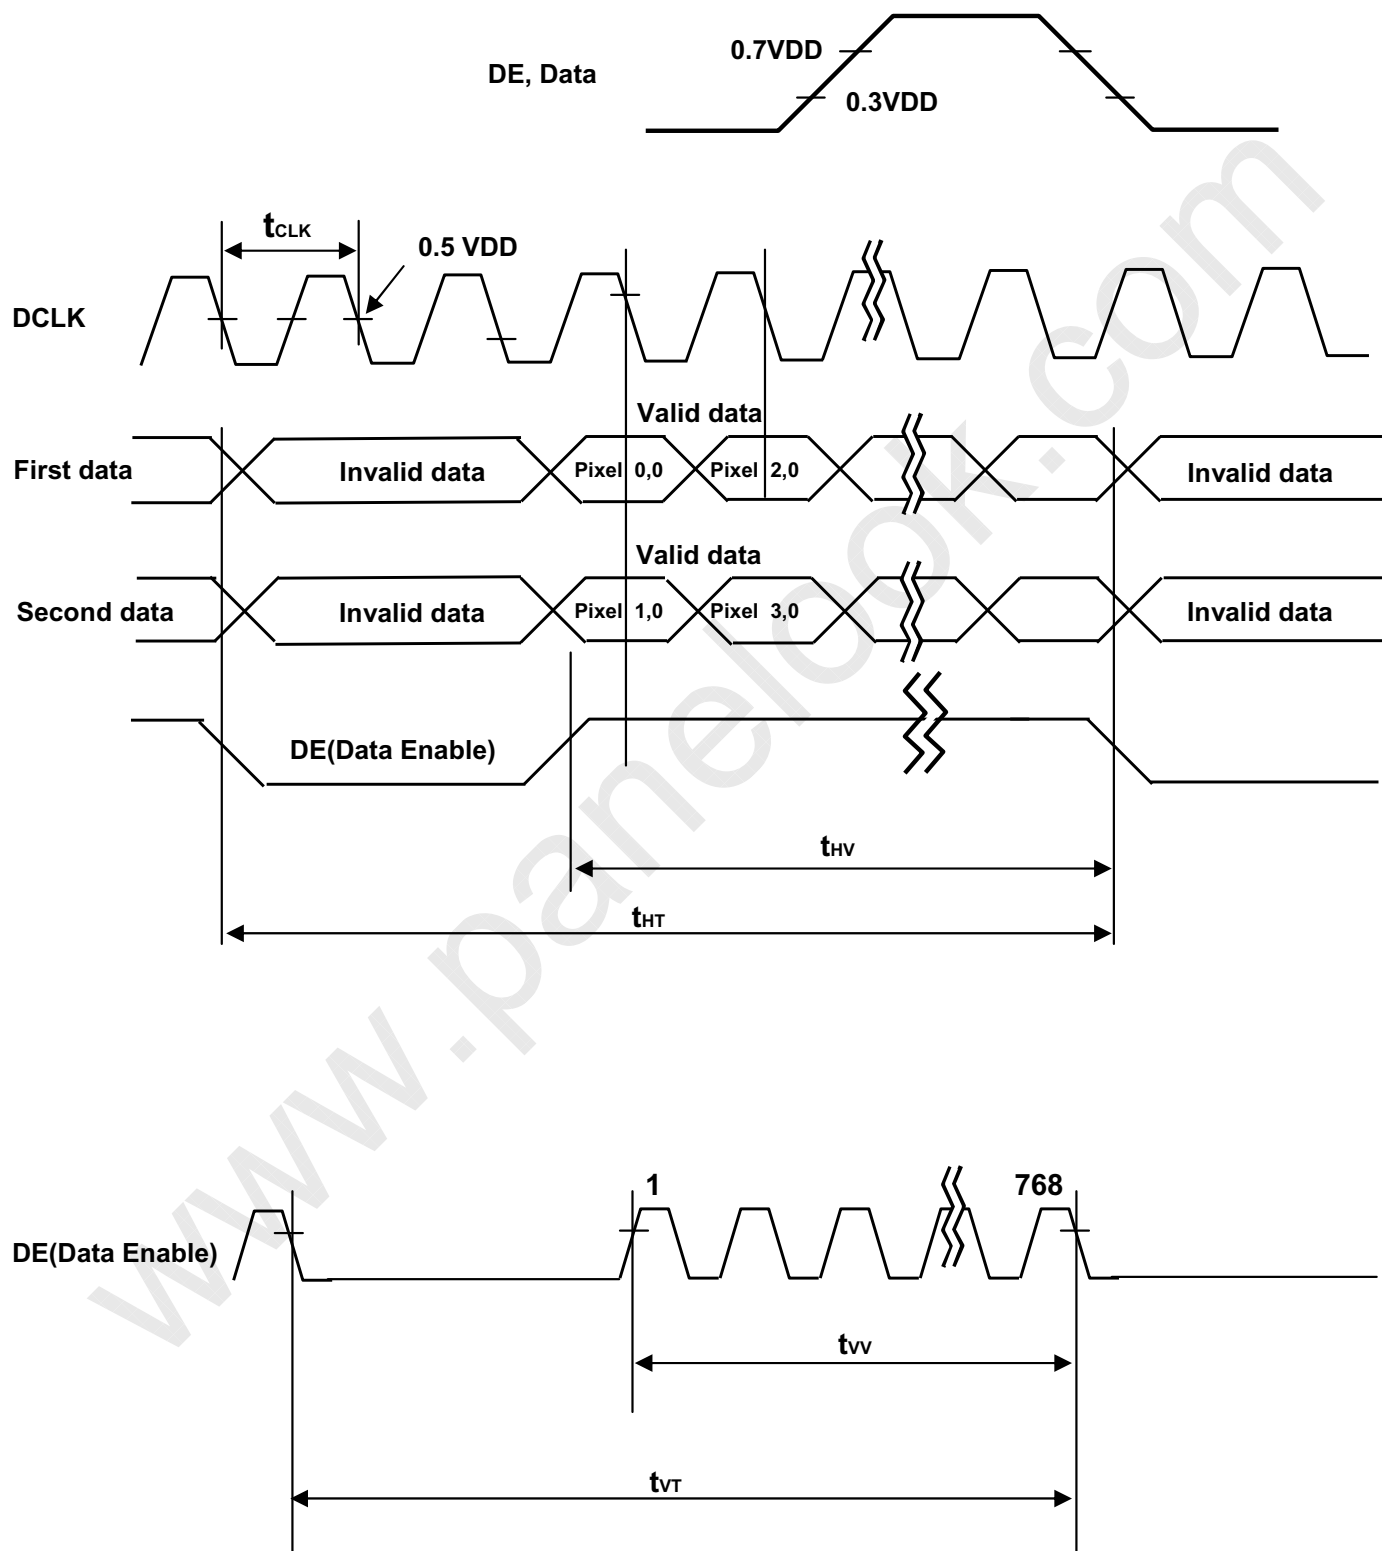 0.7VDD
DE, Data
0.3VDD
tCLK
0.5 VDD
DCLK
Valid data
First data
Invalid data
Pixel 0,0
Pixel 2,0
Invalid data
Valid data
Second data
Invalid data
Pixel 1,0
Pixel 3,0
Invalid data
DE(Data Enable)
tHV
tHT
1
768
DE(Data Enable)
tVV
tVT
www.panelook.com